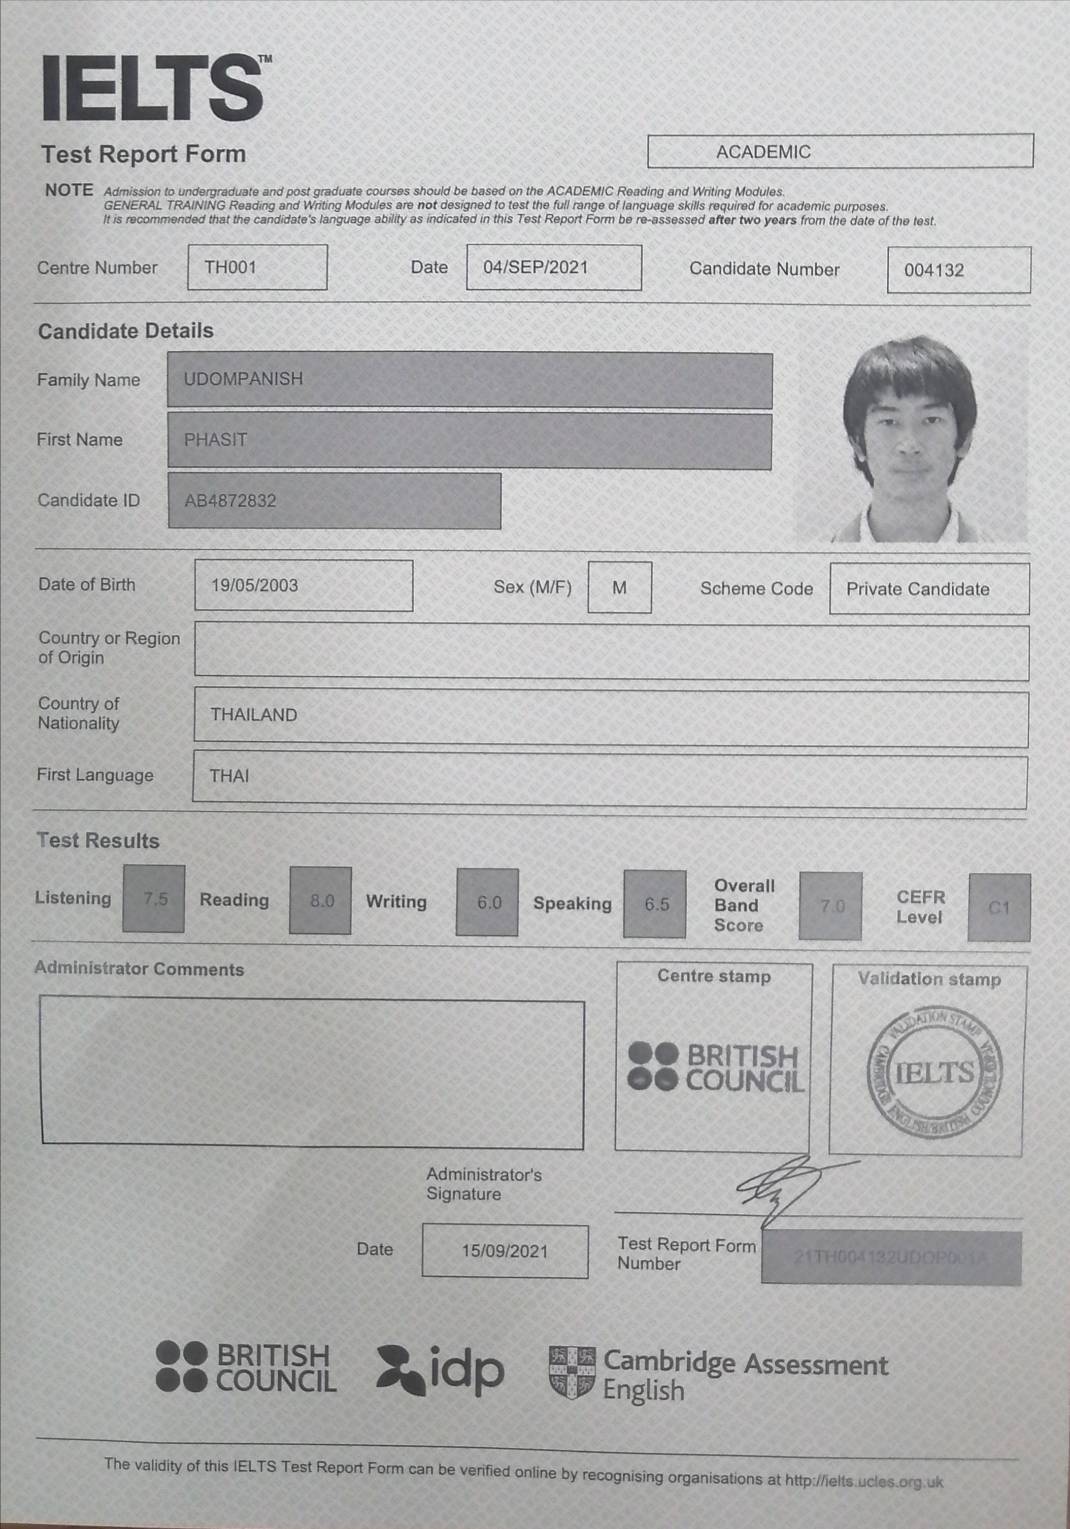 IELTS™
Test Report Form
ACADEMIC
NOTE Admission to undergraduate and post graduate courses should be based on the ACADEMIC Reading and Writing Modules.
GENERAL TRAINING Reading and Writing Modules are not designed to test the full range of language skills required for academic purposes.
It is recommended that the candidate's language ability as indicated in this Test Report Form be re-assessed after two years from the date of the test.
Centre Number TH001 Date 04/SEP/2021 Candidate Number 004132
Candidate Details
Family Name UDOMPANISH
First Name PHASIT
Candidate ID AB4872832
Date of Birth 19/05/2003 Sex (M/F) M Scheme Code Private Candidate
Country or Region
of Origin
Country of
Nationality
THAILAND
First Language THAI
Test Results
Listening 7.5 Reading 8.0 Writing 6.0 Speaking 6.5
Overall
Band
Score
7.0
CEFR
Level
C1
Administrator Comments
Centre stamp
BRITISH
COUNCIL
Validation stamp
VALIDATION STAMP
CAMBRIDGE ENGLISH/BRITISH COUNCIL
IELTS
Administrator's
Signature
Date 15/09/2021
Test Report Form
Number
BRITISH
COUNCIL
idp
Cambridge Assessment
English
The validity of this IELTS Test Report Form can be verified online by recognising organisations at http://ielts.ucles.org.uk